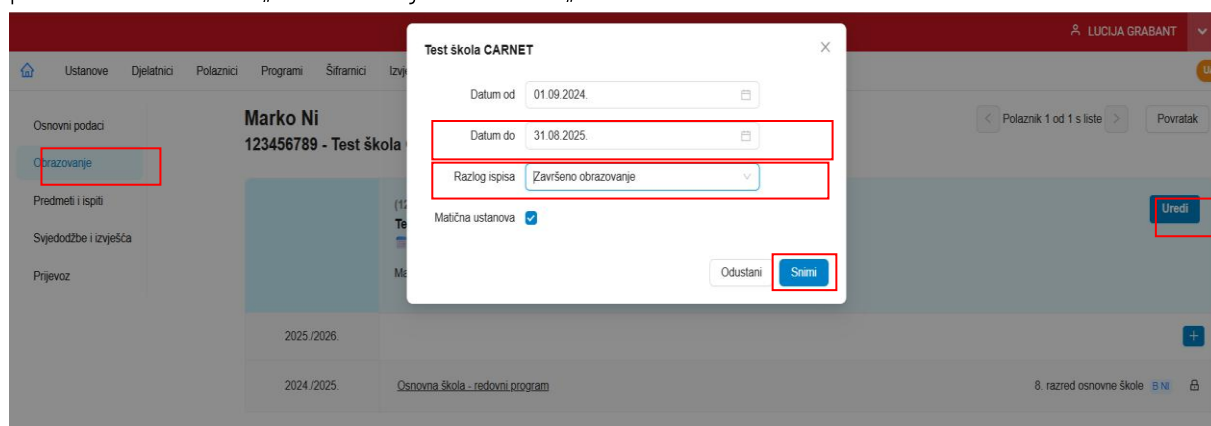 LUCIJA GRABANT
Test škola CARNET
Ustanove Djelatnici Polaznici Programi Šifrarnici
Datum od 01.09.2024.
Osnovni podaci
Marko Ni
Polaznik 1 od 1 s liste
Povratak
Datum do 31.08.2025.
123456789 - Test škola
Obrazovanje
Razlog ispisa Završeno obrazovanje
Predmeti i ispiti
Uredi
Matična ustanova
Svjedodžbe i izvješća
Prijevoz
Odustani Snimi
2025./2026.
+
2024./2025. Osnovna škola - redovni program 8. razred osnovne škole B NI